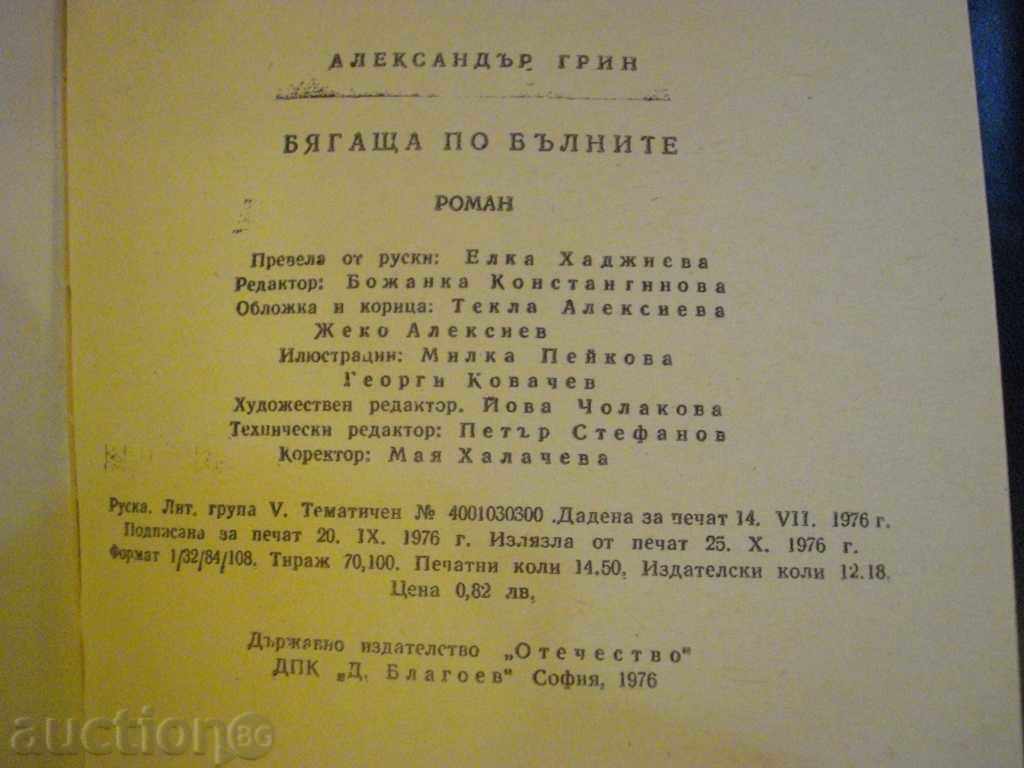 АЛЕКСАНДЪР ГРИН
БЯГАЩА ПО ВЪЛНИТЕ
РОМАН
Превела от руски: Елка Хаджиева
Редактор: Божанка Константинова
Обложка и корица: Текла Алексиева
Жеко Алексиев
Илюстрации: Милка Пейкова
Георги Ковачев
Художествен редактор. Йова Чолакова
Технически редактор: Петър Стефанов
Коректор: Мая Халачева
Руска. Лит. група V. Тематичен № 4001030300. Дадена за печат 14. VII. 1976 г.
Подписана за печат 20. IX. 1976 г. Излязла от печат 25. X. 1976 г.
Формат 1/32/84/108. Тираж 70,100. Печатни коли 14.50. Издателски коли 12.18.
Цена 0,82 лв.
Държавно издателство „Отечество"
ДПК „Д. Благоев" София, 1976
auction BG